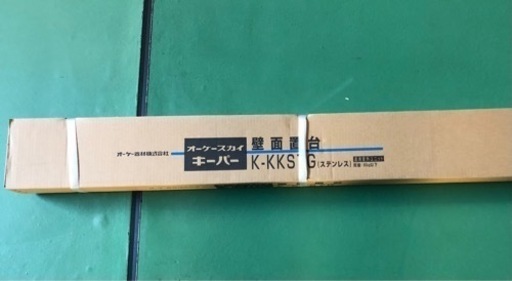 オーケー器材株式会社
オーケースカイ
キーパー
壁面置台
K-KKS7G(ステンレス)